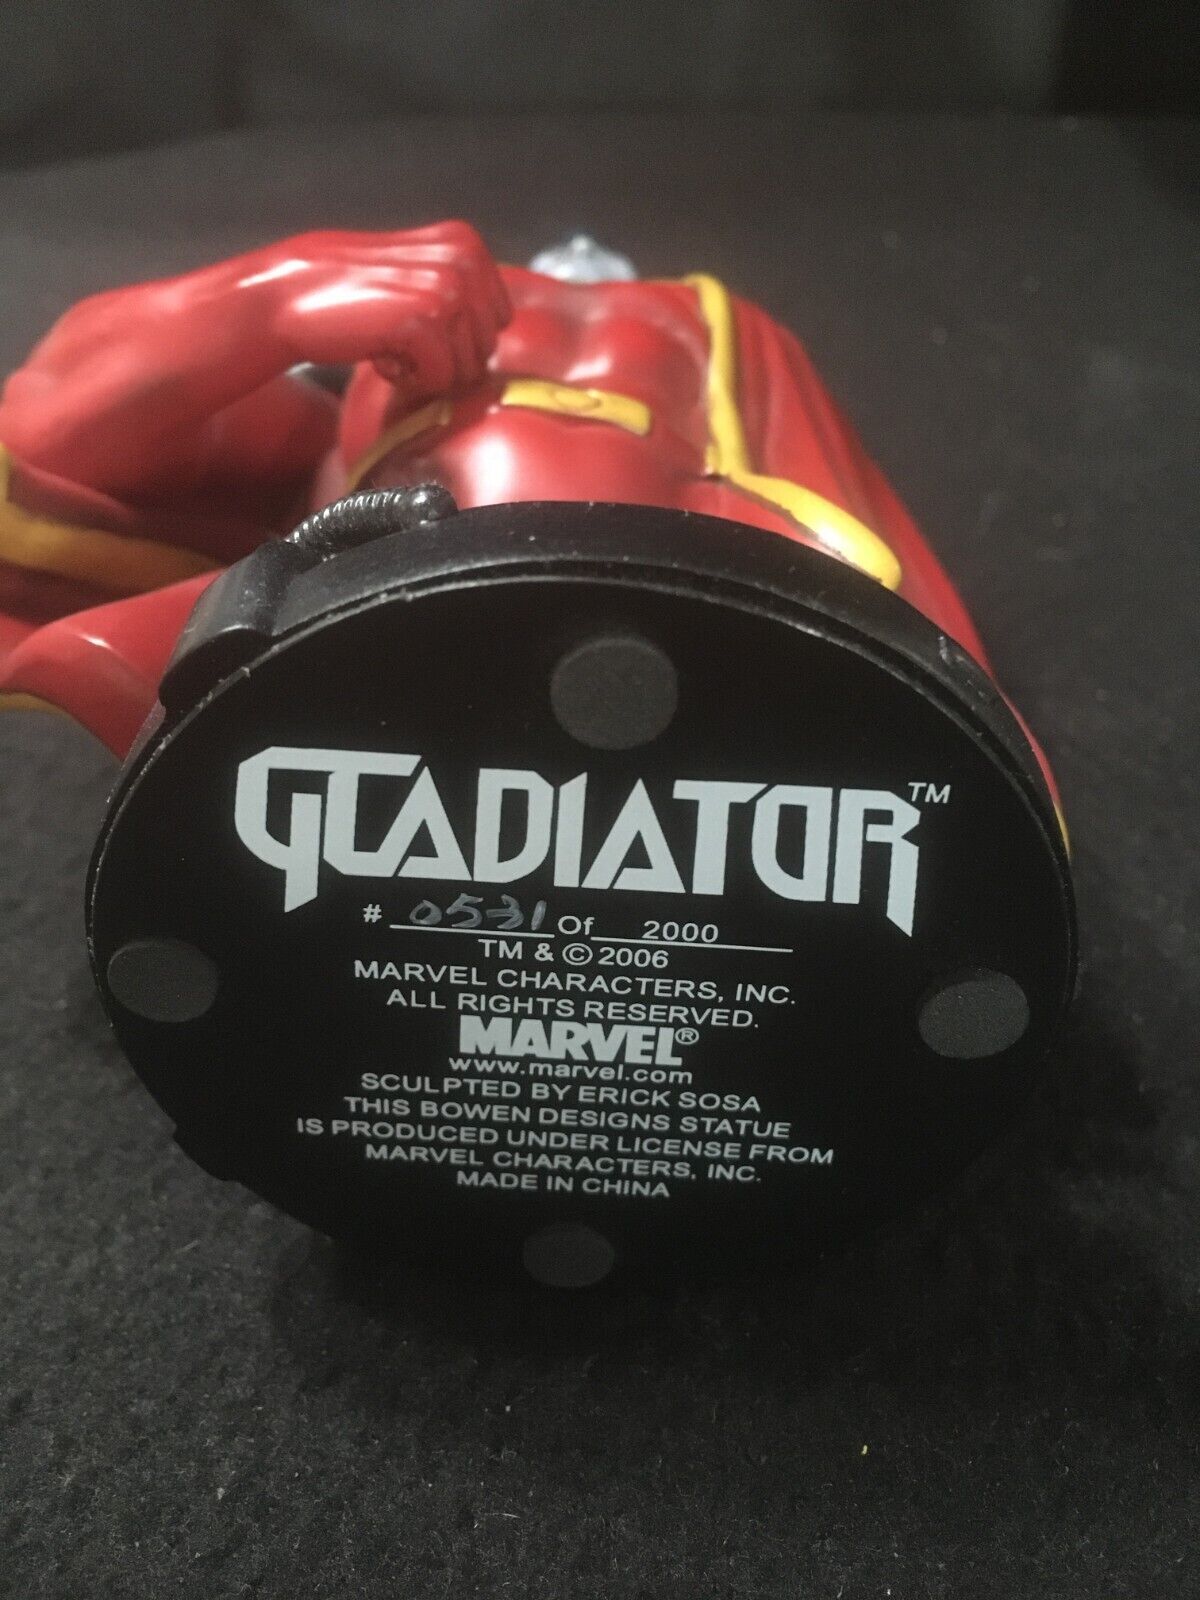 GLADIATOR™
# 0531 Of 2000
TM & © 2006
MARVEL CHARACTERS, INC.
ALL RIGHTS RESERVED.
MARVEL®
www.marvel.com
SCULPTED BY ERICK SOSA
THIS BOWEN DESIGNS STATUE
IS PRODUCED UNDER LICENSE FROM
MARVEL CHARACTERS, INC.
MADE IN CHINA